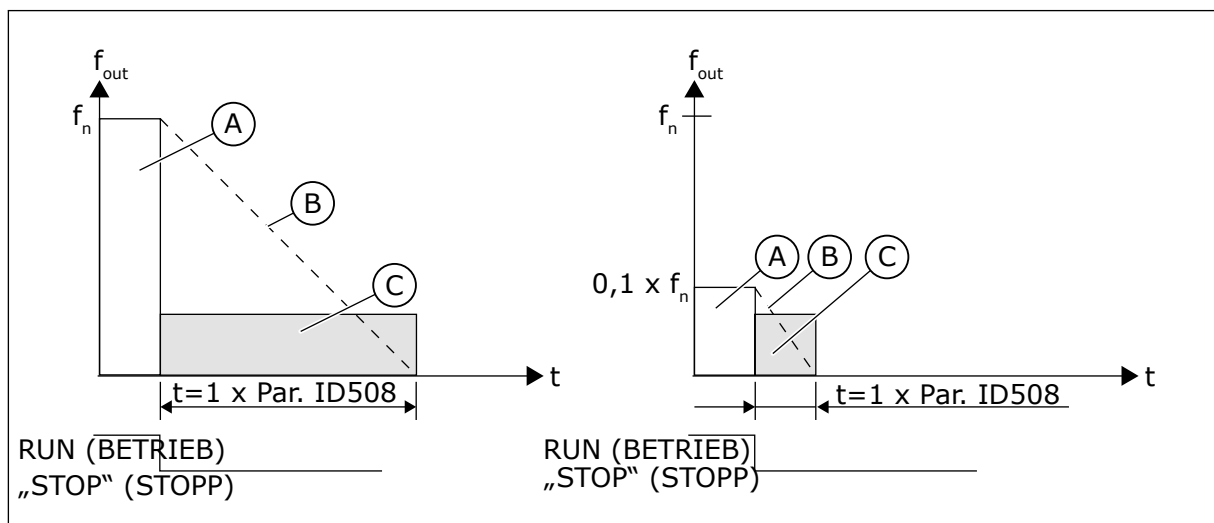 f_out
f_n
A
B
C
t
t=1 x Par. ID508
RUN (BETRIEB)
„STOP“ (STOPP)
f_out
f_n
A
B
C
0,1 x f_n
t
t=1 x Par. ID508
RUN (BETRIEB)
„STOP“ (STOPP)